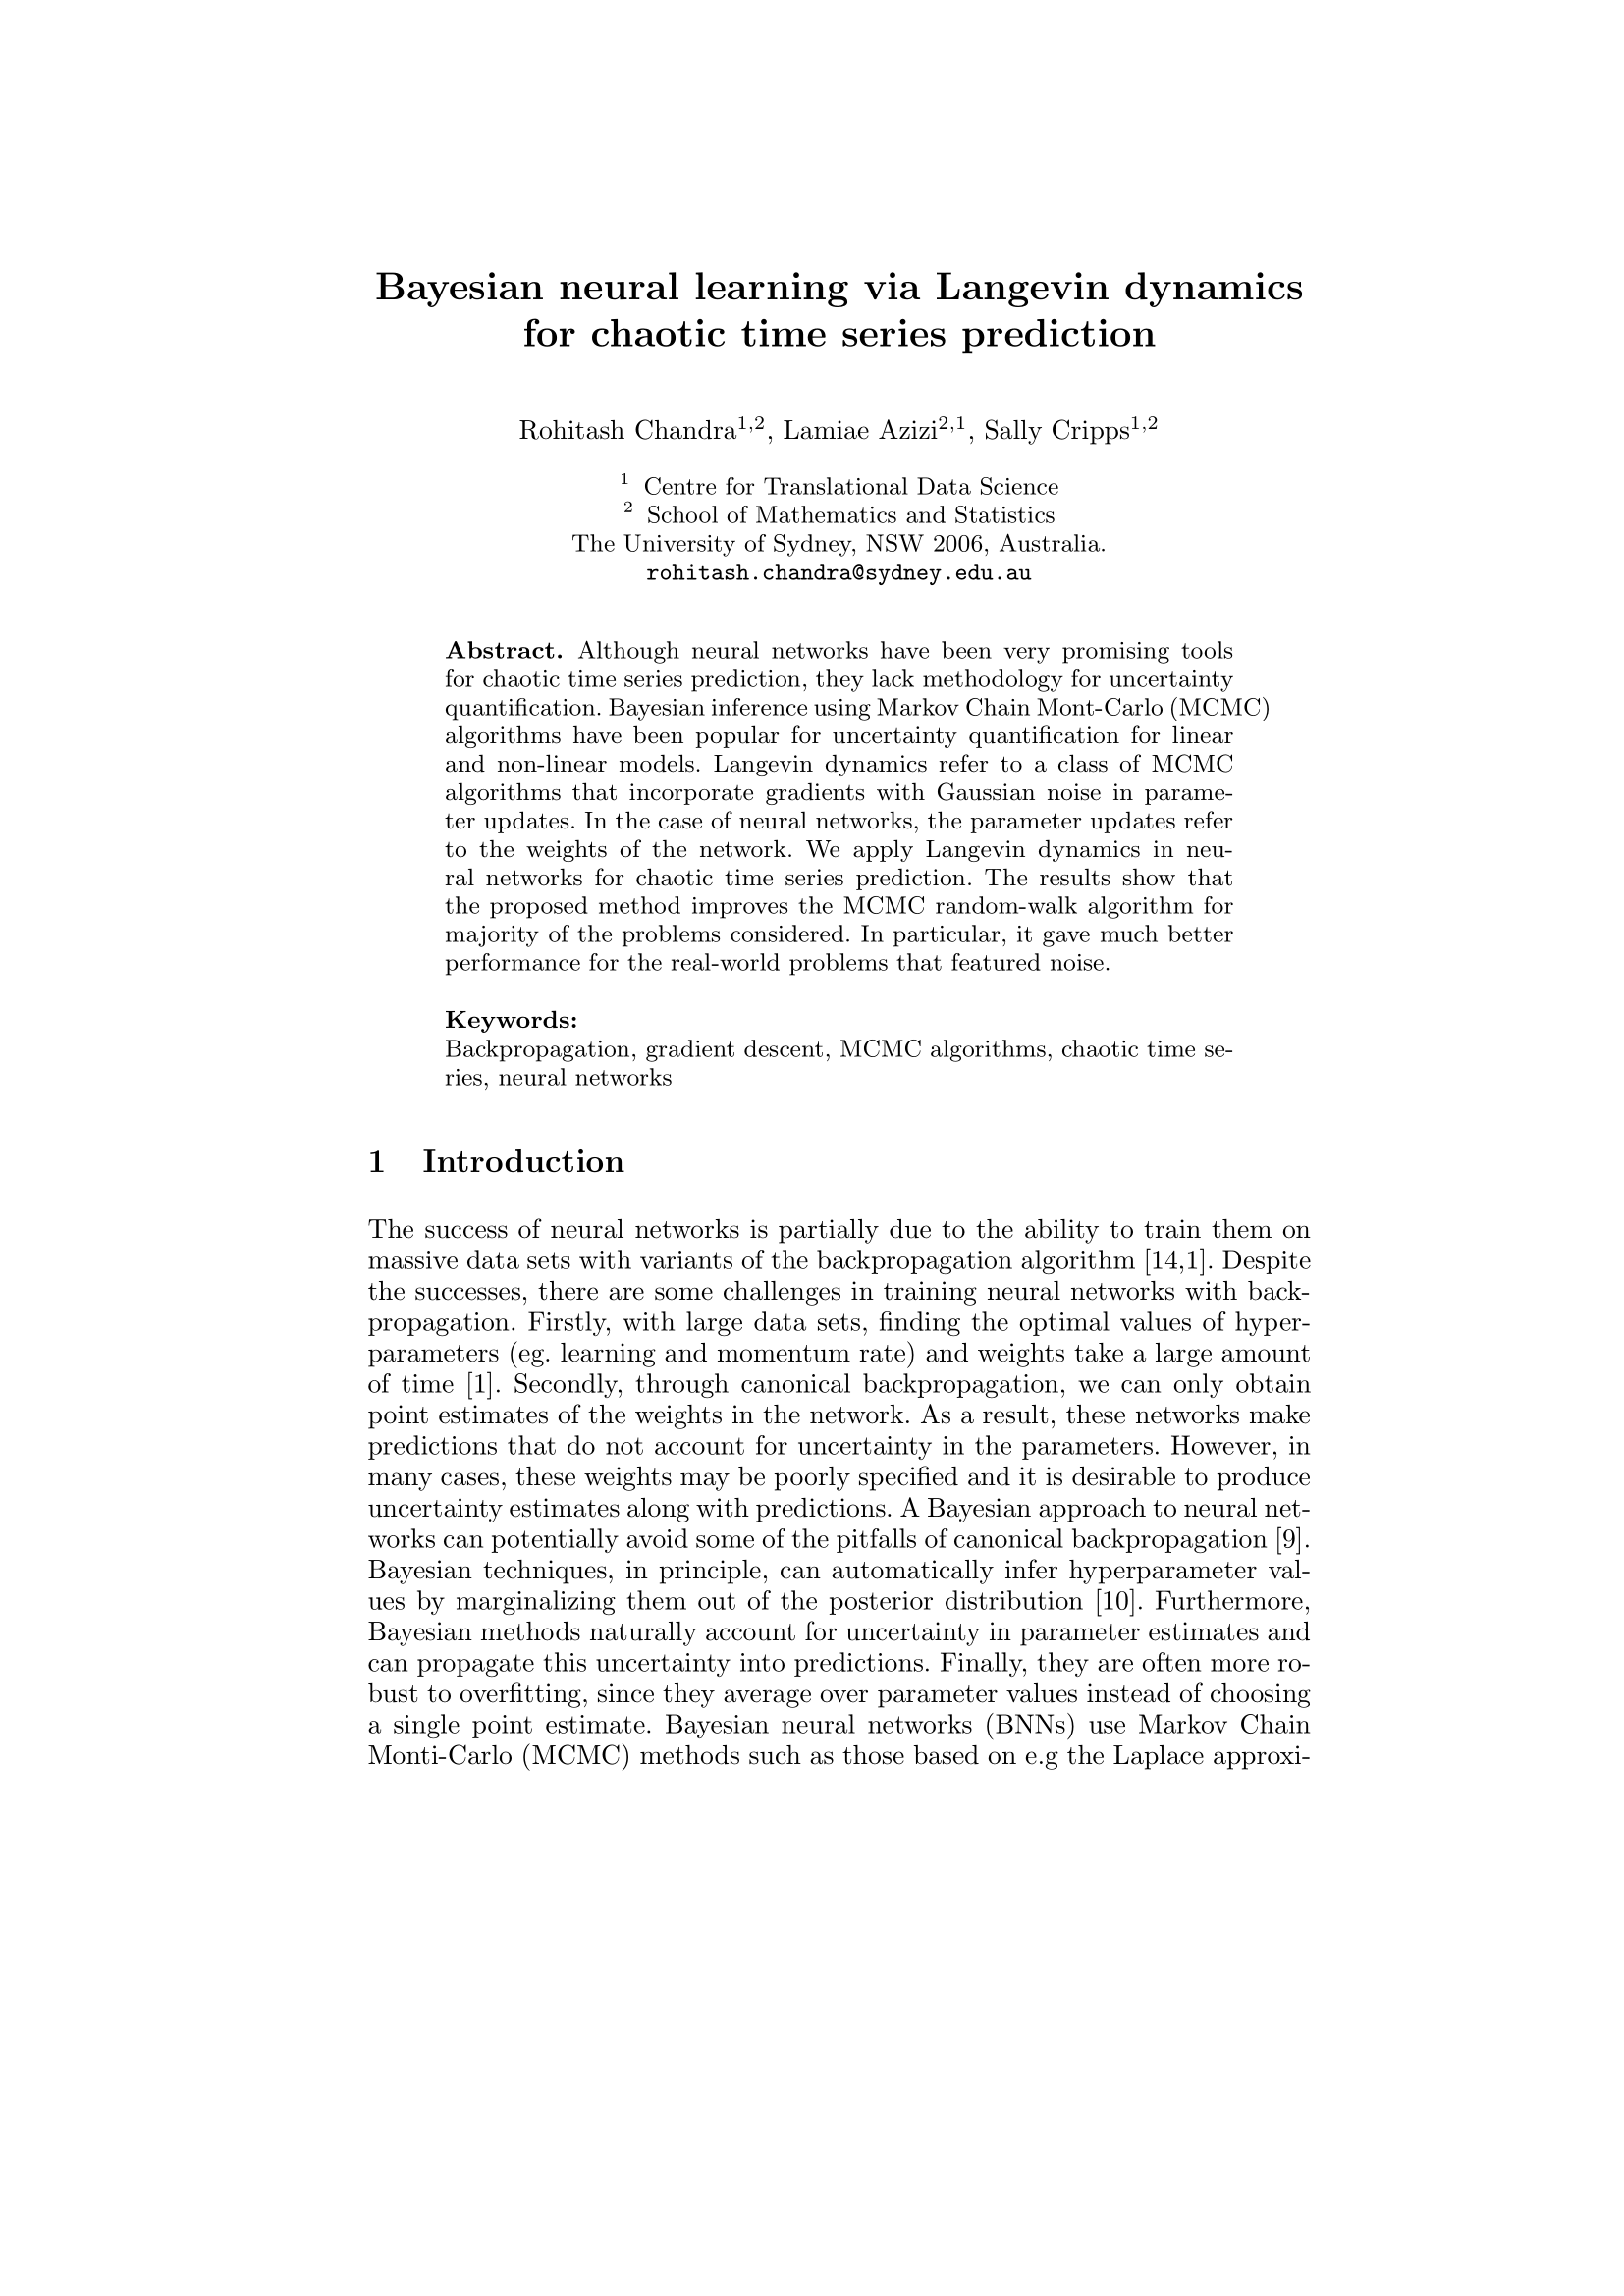 Bayesian neural learning via Langevin dynamics
for chaotic time series prediction
Rohitash Chandra1,2, Lamiae Azizi2,1, Sally Cripps1,2
1 Centre for Translational Data Science
2 School of Mathematics and Statistics
The University of Sydney, NSW 2006, Australia.
rohitash.chandra@sydney.edu.au
Abstract. Although neural networks have been very promising tools
for chaotic time series prediction, they lack methodology for uncertainty
quantification. Bayesian inference using Markov Chain Mont-Carlo (MCMC)
algorithms have been popular for uncertainty quantification for linear
and non-linear models. Langevin dynamics refer to a class of MCMC
algorithms that incorporate gradients with Gaussian noise in parame-
ter updates. In the case of neural networks, the parameter updates refer
to the weights of the network. We apply Langevin dynamics in neu-
ral networks for chaotic time series prediction. The results show that
the proposed method improves the MCMC random-walk algorithm for
majority of the problems considered. In particular, it gave much better
performance for the real-world problems that featured noise.
Keywords:
Backpropagation, gradient descent, MCMC algorithms, chaotic time se-
ries, neural networks
1 Introduction
The success of neural networks is partially due to the ability to train them on
massive data sets with variants of the backpropagation algorithm [14,1]. Despite
the successes, there are some challenges in training neural networks with back-
propagation. Firstly, with large data sets, finding the optimal values of hyper-
parameters (eg. learning and momentum rate) and weights take a large amount
of time [1]. Secondly, through canonical backpropagation, we can only obtain
point estimates of the weights in the network. As a result, these networks make
predictions that do not account for uncertainty in the parameters. However, in
many cases, these weights may be poorly specified and it is desirable to produce
uncertainty estimates along with predictions. A Bayesian approach to neural net-
works can potentially avoid some of the pitfalls of canonical backpropagation [9].
Bayesian techniques, in principle, can automatically infer hyperparameter val-
ues by marginalizing them out of the posterior distribution [10]. Furthermore,
Bayesian methods naturally account for uncertainty in parameter estimates and
can propagate this uncertainty into predictions. Finally, they are often more ro-
bust to overfitting, since they average over parameter values instead of choosing
a single point estimate. Bayesian neural networks (BNNs) use Markov Chain
Monti-Carlo (MCMC) methods such as those based on e.g the Laplace approxi-